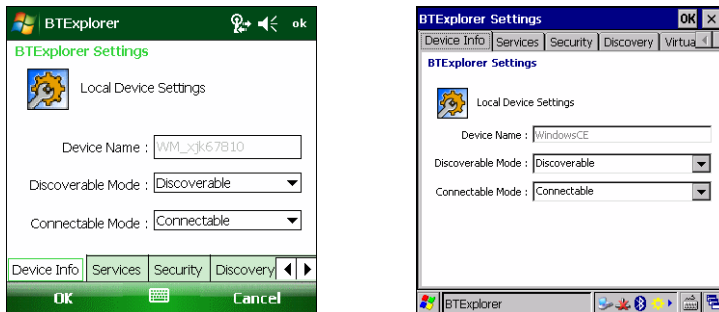 BTExplorer ok
BTExplorer Settings
Local Device Settings
Device Name : WM_xjk67810
Discoverable Mode : Discoverable
Connectable Mode : Connectable
Device Info Services Security Discovery
OK Cancel
BTExplorer Settings OK
Device Info Services Security Discovery Virtua
BTExplorer Settings
Local Device Settings
Device Name : WindowsCE
Discoverable Mode : Discoverable
Connectable Mode : Connectable
BTExplorer